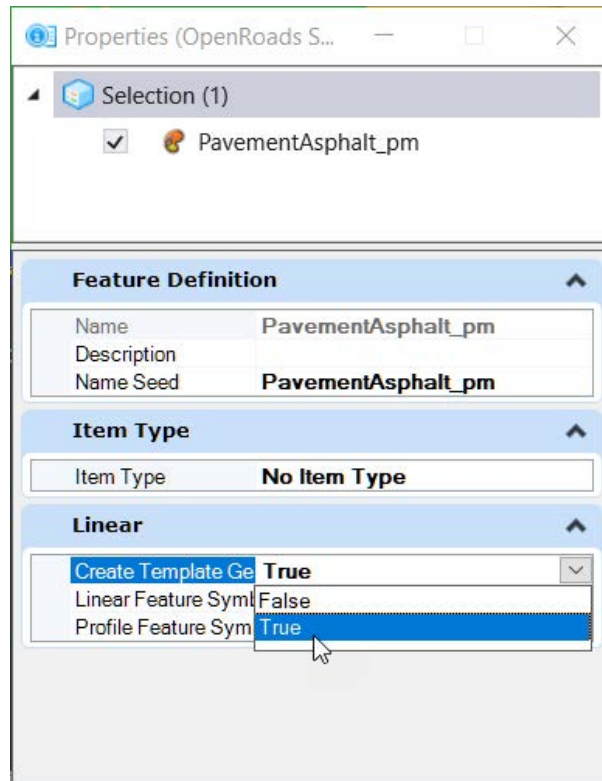 Properties (OpenRoads S...
Selection (1)
PavementAsphalt_pm
Feature Definition
Name PavementAsphalt_pm
Description
Name Seed PavementAsphalt_pm
Item Type
Item Type No Item Type
Linear
Create Template Ge True
Linear Feature Symb False
Profile Feature Sym True